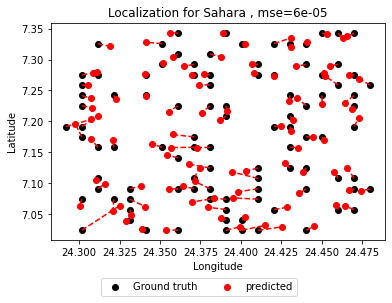 Localization for Sahara , mse=6e-05
7.35
7.30
7.25
7.20
7.15
7.10
7.05
Latitude
24.300 24.325 24.350 24.375 24.400 24.425 24.450 24.475
Longitude
Ground truth predicted